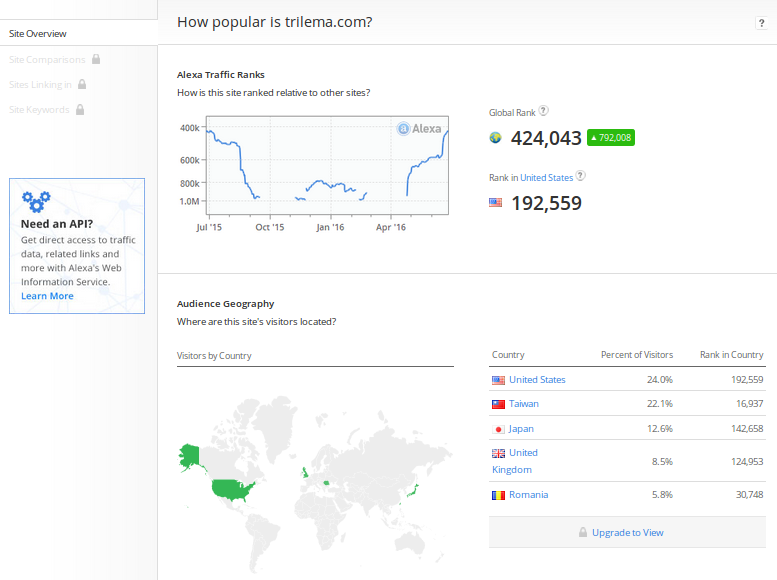 How popular is trilema.com?
?
Site Overview
Site Comparisons
Sites Linking in
Site Keywords
Need an API?
Get direct access to traffic
data, related links and
more with Alexa's Web
Information Service.
Learn More
Alexa Traffic Ranks
How is this site ranked relative to other sites?
a Alexa
400k
600k
800k
1.0M
Jul '15 Oct '15 Jan '16 Apr '16
Global Rank ?
424,043 792,008
Rank in United States ?
192,559
Audience Geography
Where are this site's visitors located?
Visitors by Country
Country Percent of Visitors Rank in Country
United States 24.0% 192,559
Taiwan 22.1% 16,937
Japan 12.6% 142,658
United
Kingdom 8.5% 124,953
Romania 5.8% 30,748
Upgrade to View